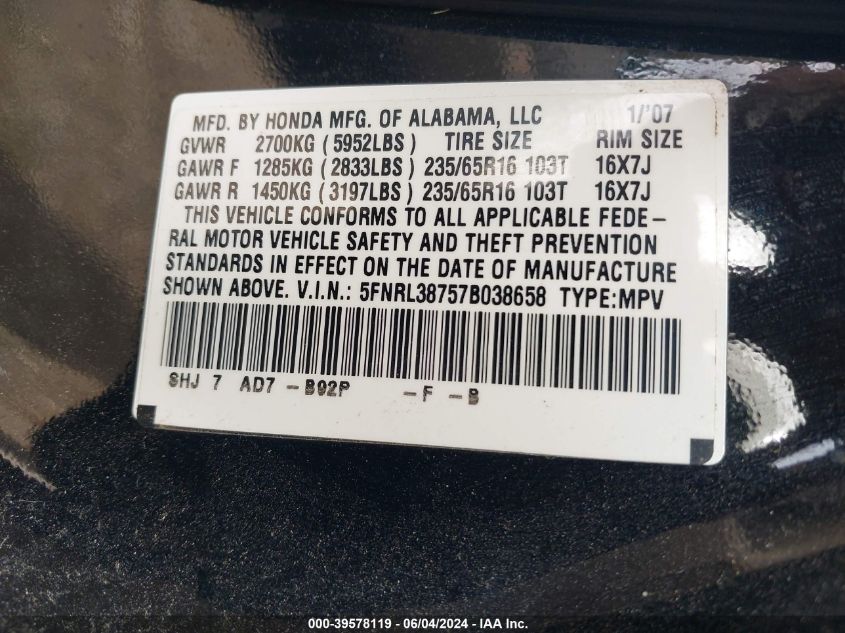 MFD. BY HONDA MFG. OF ALABAMA, LLC 1/'07
GVWR 2700KG (5952LBS) TIRE SIZE RIM SIZE
GAWR F 1285KG (2833LBS) 235/65R16 103T 16X7J
GAWR R 1450KG (3197LBS) 235/65R16 103T 16X7J
THIS VEHICLE CONFORMS TO ALL APPLICABLE FEDE-
RAL MOTOR VEHICLE SAFETY AND THEFT PREVENTION
STANDARDS IN EFFECT ON THE DATE OF MANUFACTURE
SHOWN ABOVE. V.I.N.: 5FNRL38757B038658 TYPE:MPV
SHJ 7 AD7 -B92P -F -B
000-39578119 - 06/04/2024 - IAA Inc.